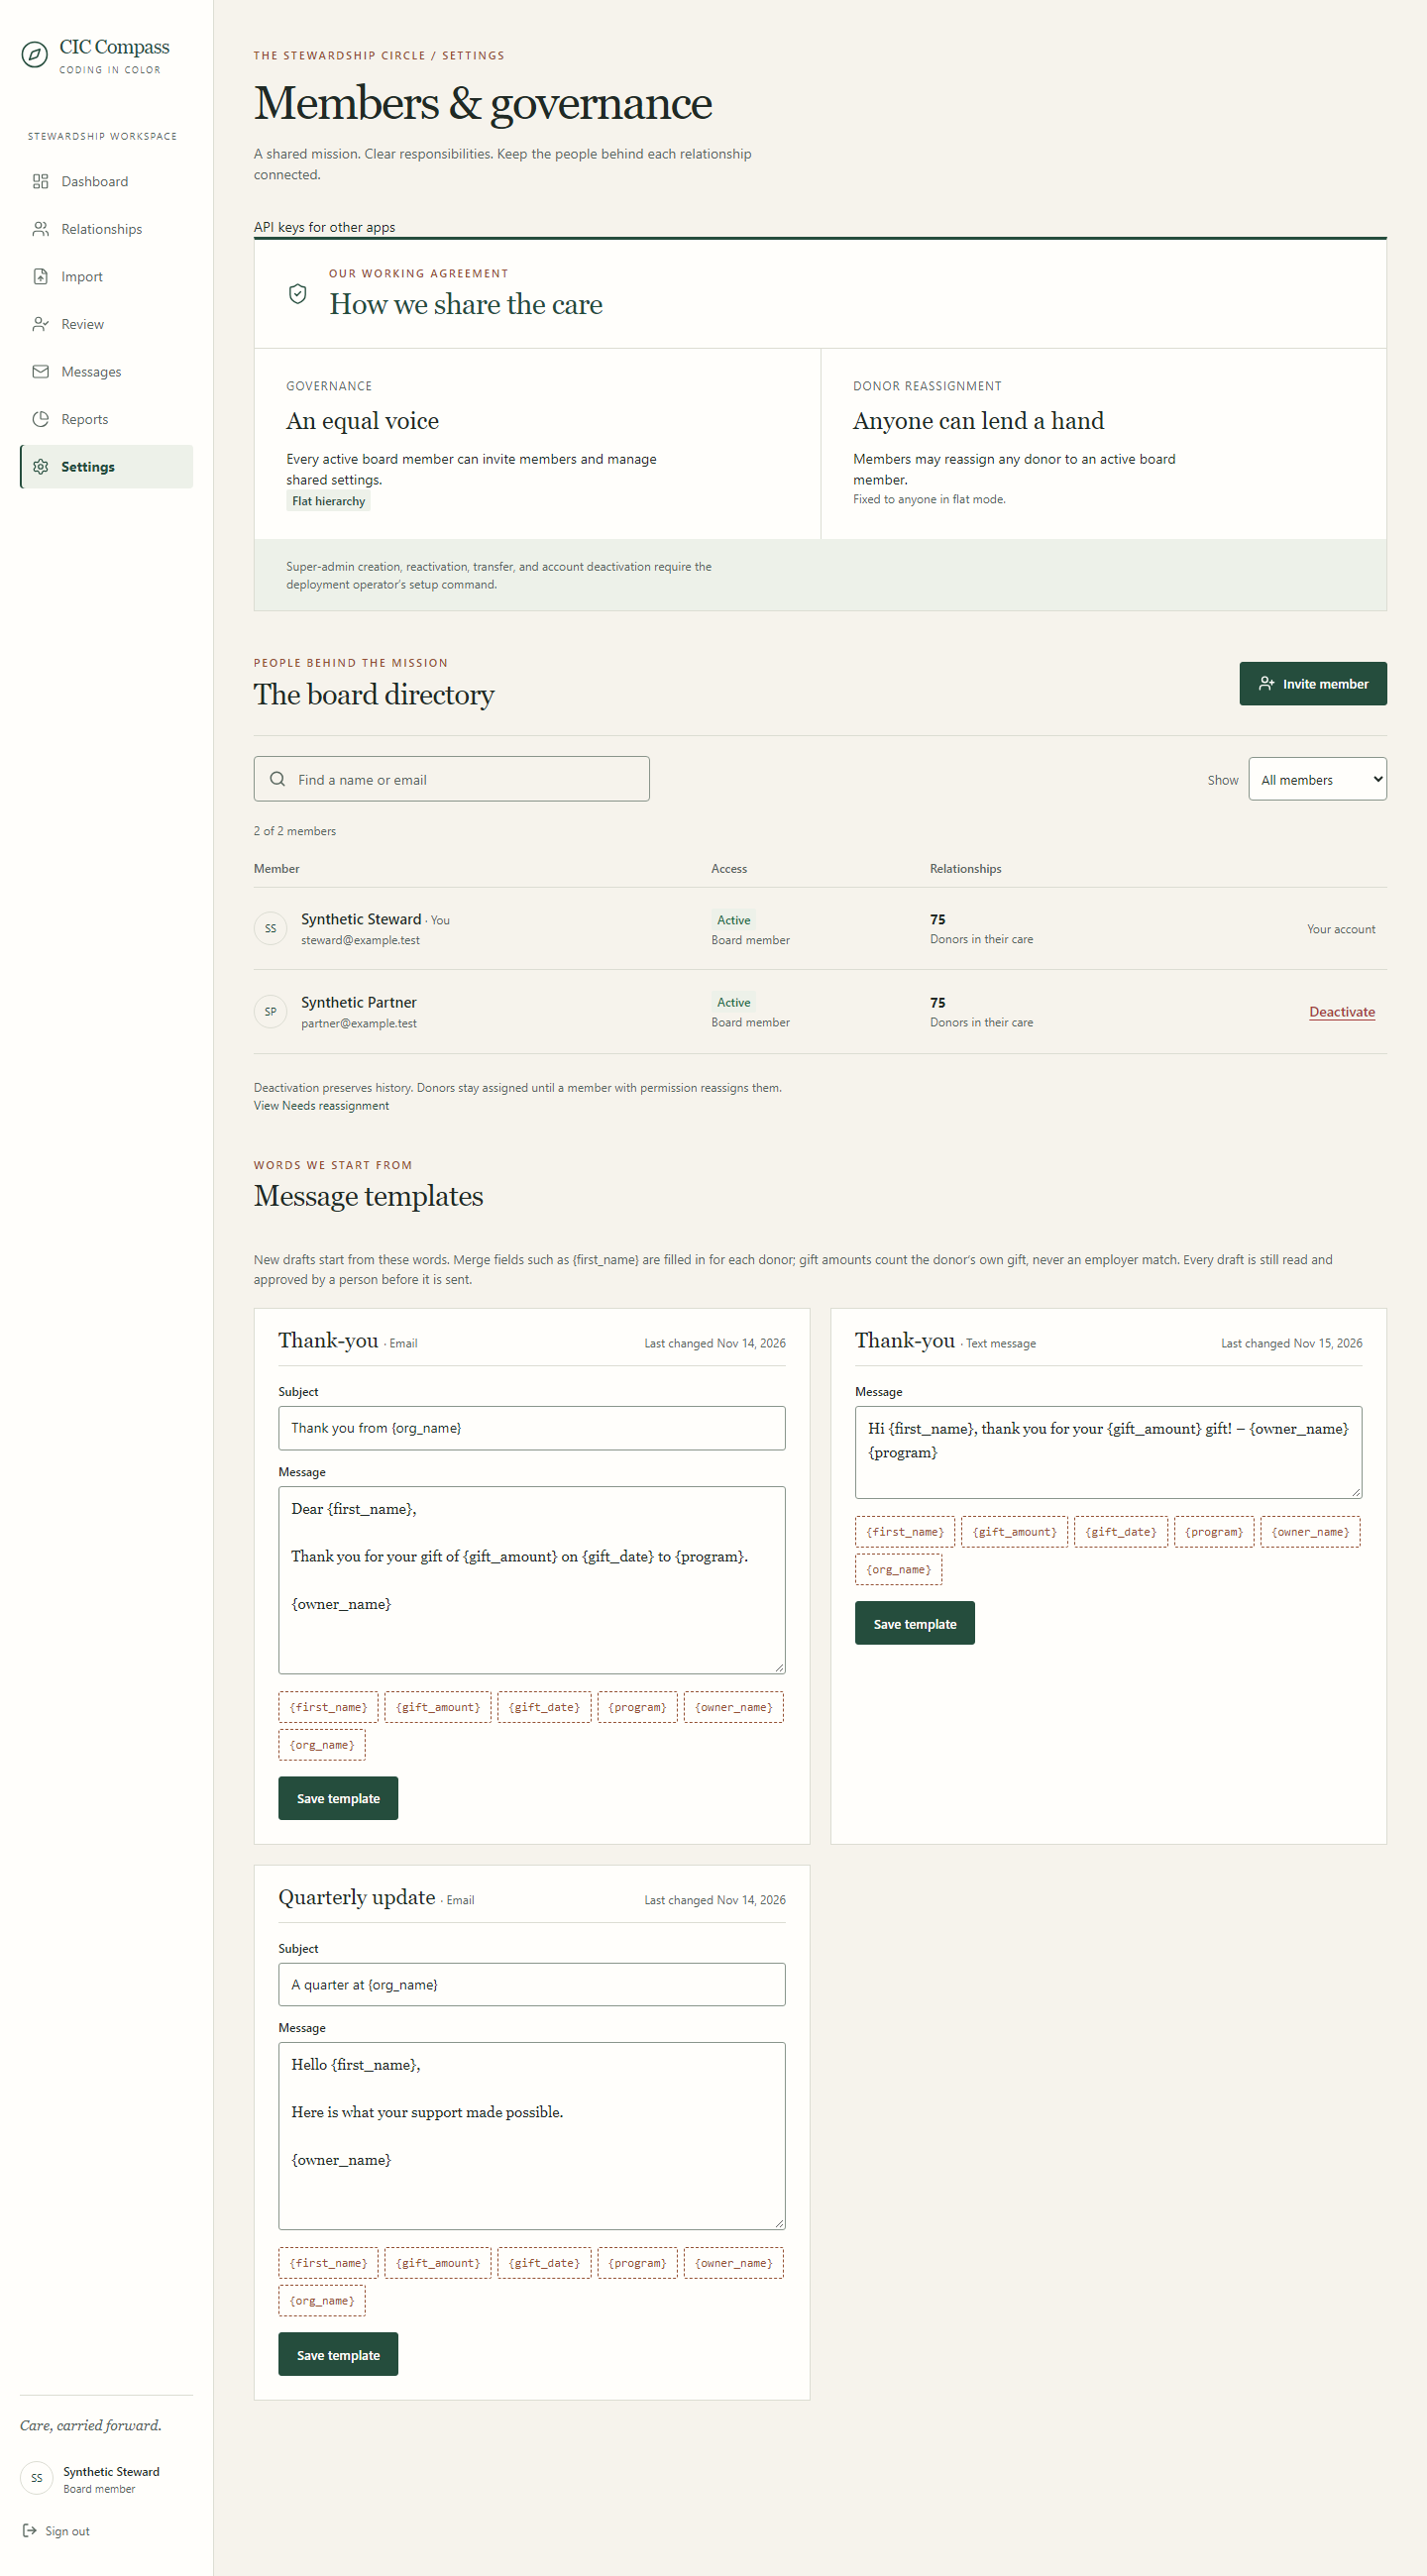 CIC Compass
CODING IN COLOR
STEWARDSHIP WORKSPACE
Dashboard
Relationships
Import
Review
Messages
Reports
Settings
THE STEWARDSHIP CIRCLE / SETTINGS
Members & governance
A shared mission. Clear responsibilities. Keep the people behind each relationship
connected.
API keys for other apps
OUR WORKING AGREEMENT
How we share the care
GOVERNANCE
An equal voice
Every active board member can invite members and manage
shared settings.
Flat hierarchy
DONOR REASSIGNMENT
Anyone can lend a hand
Members may reassign any donor to an active board
member.
Fixed to anyone in flat mode.
Super-admin creation, reactivation, transfer, and account deactivation require the
deployment operator's setup command.
PEOPLE BEHIND THE MISSION
The board directory
Invite member
Find a name or email
Show
All members
2 of 2 members
Member Access Relationships
SS
Synthetic Steward · You
steward@example.test
Active
Board member
75
Donors in their care
Your account
SP
Synthetic Partner
partner@example.test
Active
Board member
75
Donors in their care
Deactivate
Deactivation preserves history. Donors stay assigned until a member with permission reassigns them.
View Needs reassignment
WORDS WE START FROM
Message templates
New drafts start from these words. Merge fields such as {first_name} are filled in for each donor; gift amounts count the donor's own gift, never an employer match. Every draft is still read and
approved by a person before it is sent.
Thank-you · Email
Last changed Nov 14, 2026
Subject
Thank you from {org_name}
Message
Dear {first_name},
Thank you for your gift of {gift_amount} on {gift_date} to {program}.
{owner_name}
{first_name} {gift_amount} {gift_date} {program} {owner_name}
{org_name}
Save template
Thank-you · Text message
Last changed Nov 15, 2026
Message
Hi {first_name}, thank you for your {gift_amount} gift! – {owner_name}
{program}
{first_name} {gift_amount} {gift_date} {program} {owner_name}
{org_name}
Save template
Quarterly update · Email
Last changed Nov 14, 2026
Subject
A quarter at {org_name}
Message
Hello {first_name},
Here is what your support made possible.
{owner_name}
{first_name} {gift_amount} {gift_date} {program} {owner_name}
{org_name}
Save template
Care, carried forward.
SS
Synthetic Steward
Board member
Sign out